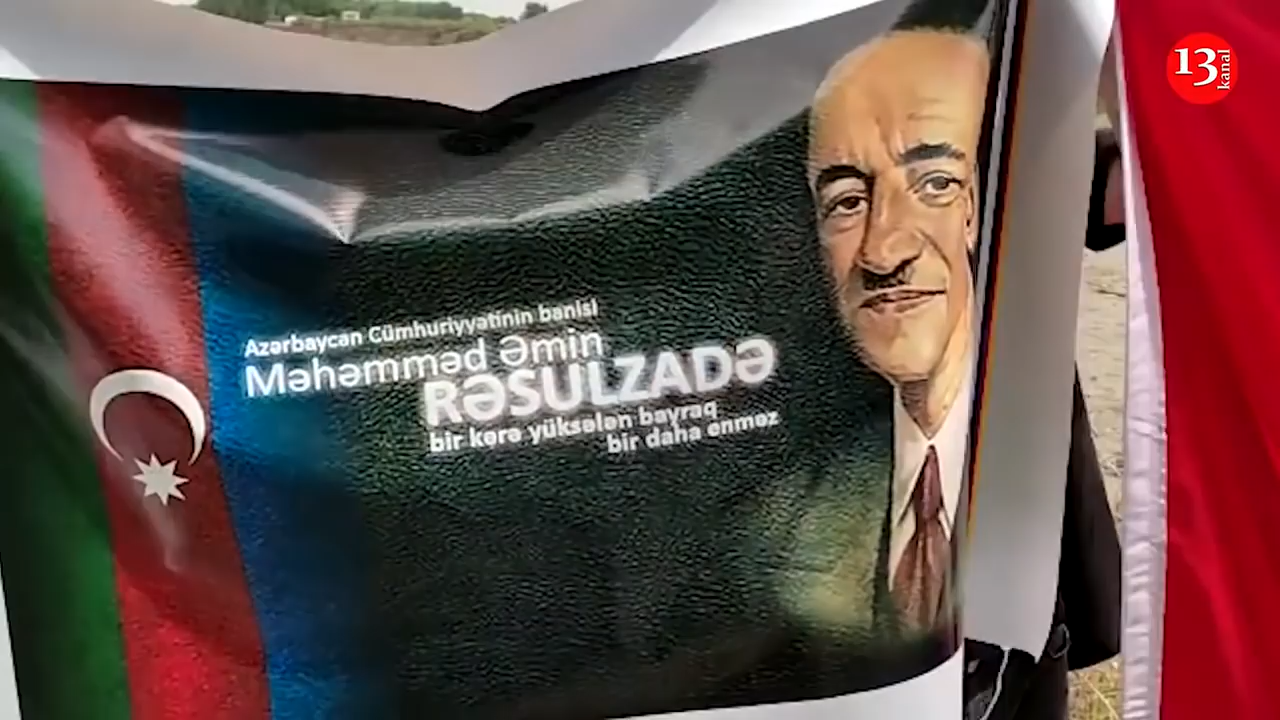 13
kanal
Azərbaycan Cümhuriyyətinin banisi
Məhəmməd Əmin
RƏSULZADƏ
bir kərə yüksələn bayraq
bir daha enməz